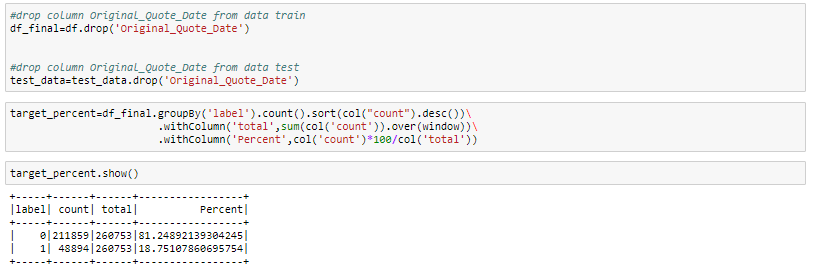 #drop column Original_Quote_Date from data train
df_final=df.drop('Original_Quote_Date')
#drop column Original_Quote_Date from data test
test_data=test_data.drop('Original_Quote_Date')
target_percent=df_final.groupBy('label').count().sort(col("count").desc())\
.withColumn('total',sum(col('count')).over(window))\
.withColumn('Percent',col('count')*100/col('total'))
target_percent.show()
+-----+------+------+-----------------+
|label| count| total|          Percent|
+-----+------+------+-----------------+
|    0|211859|260753|81.24892139304245|
|    1| 48894|260753|18.75107860695754|
+-----+------+------+-----------------+